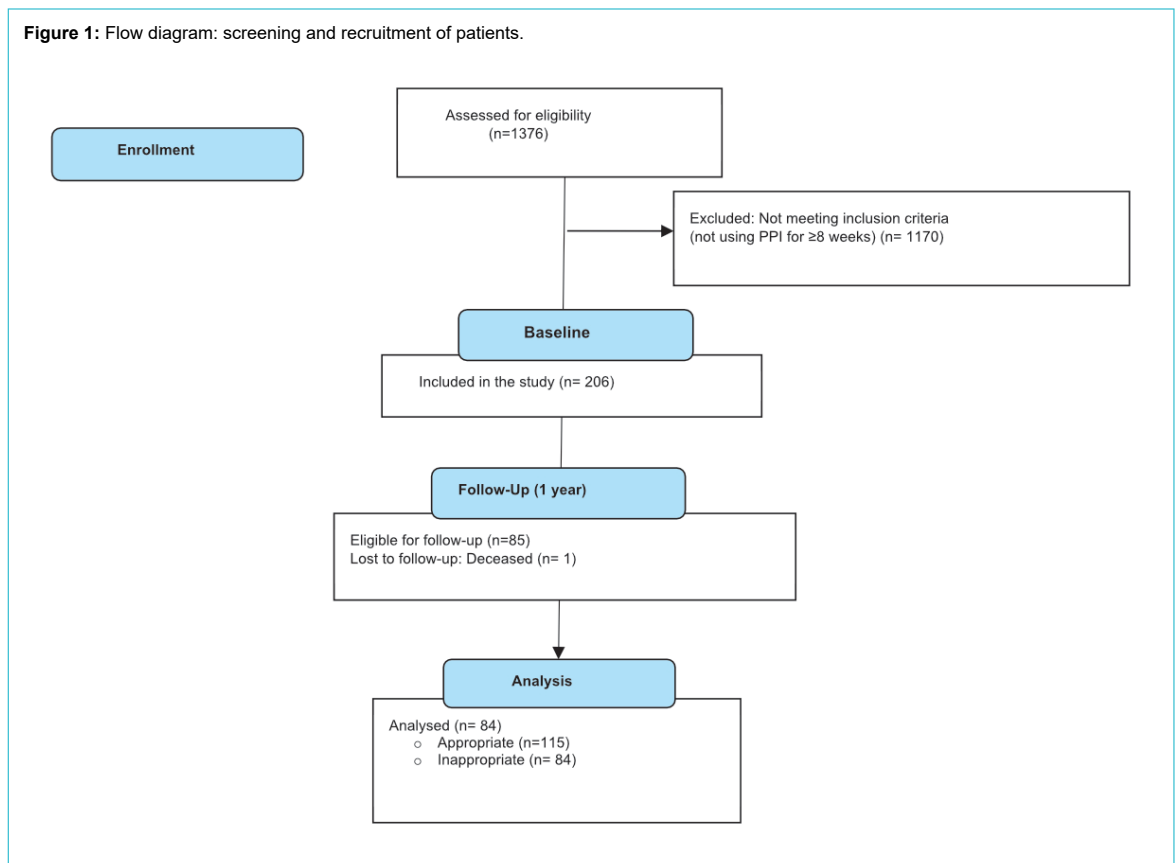 Figure 1: Flow diagram: screening and recruitment of patients.
Assessed for eligibility
(n=1376)
Enrollment
Excluded: Not meeting inclusion criteria
(not using PPI for ≥8 weeks) (n= 1170)
Baseline
Included in the study (n= 206)
Follow-Up (1 year)
Eligible for follow-up (n=85)
Lost to follow-up: Deceased (n= 1)
Analysis
Analysed (n= 84)
o Appropriate (n=115)
o Inappropriate (n= 84)